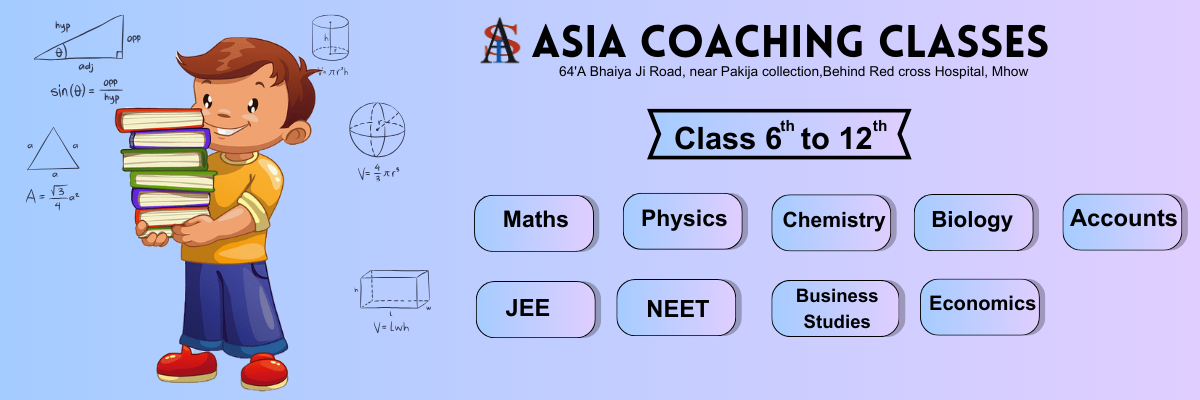 ASIA COACHING CLASSES
64'A Bhaiya Ji Road, near Pakija collection,Behind Red cross Hospital, Mhow
Class 6th to 12th
Maths
Physics
Chemistry
Biology
Accounts
JEE
NEET
Business
Studies
Economics
hyp
opp
θ
adj
sin(θ) = opp/hyp
a
a
a
A = √3/4 a²
h
V=πr²h
r
V= 4/3 πr³
h
l
w
V= Lwh